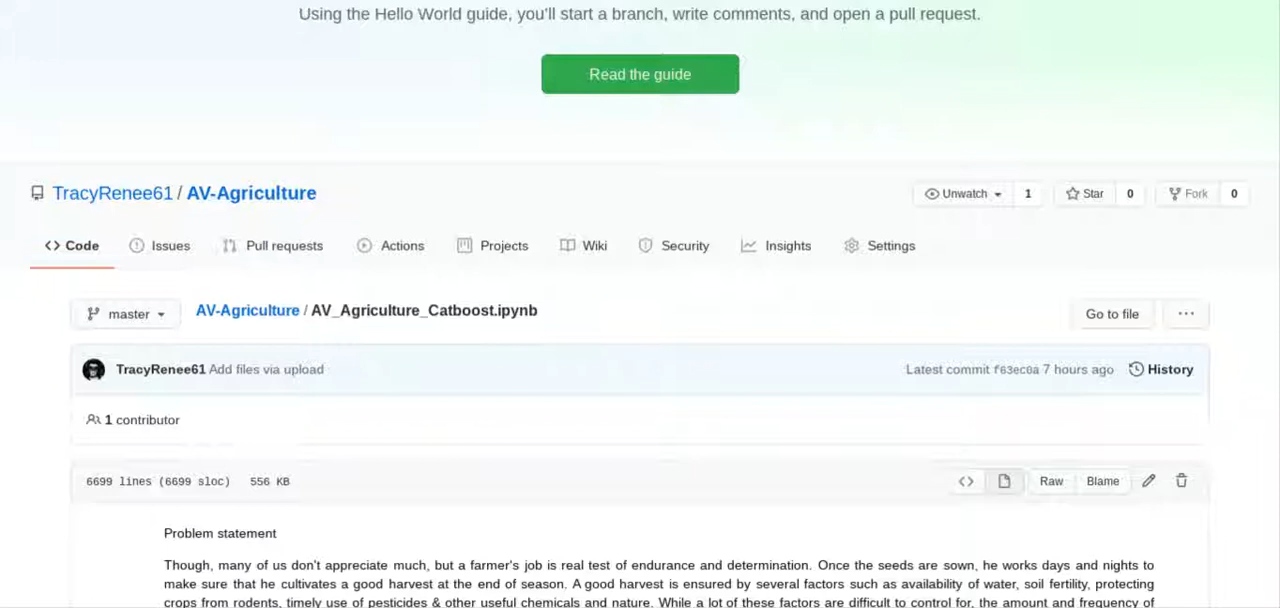 Using the Hello World guide, you'll start a branch, write comments, and open a pull request.
Read the guide
TracyRenee61 / AV-Agriculture
Unwatch 1 Star 0 Fork 0
Code Issues Pull requests Actions Projects Wiki Security Insights Settings
master AV-Agriculture / AV_Agriculture_Catboost.ipynb Go to file ...
TracyRenee61 Add files via upload Latest commit f63ec0a 7 hours ago History
1 contributor
6699 lines (6699 sloc) 556 KB <> Raw Blame
Problem statement
Though, many of us don't appreciate much, but a farmer's job is real test of endurance and determination. Once the seeds are sown, he works days and nights to
make sure that he cultivates a good harvest at the end of season. A good harvest is ensured by several factors such as availability of water, soil fertility, protecting
crops from rodents, timely use of pesticides & other useful chemicals and nature. While a lot of these factors are difficult to control for, the amount and frequency of